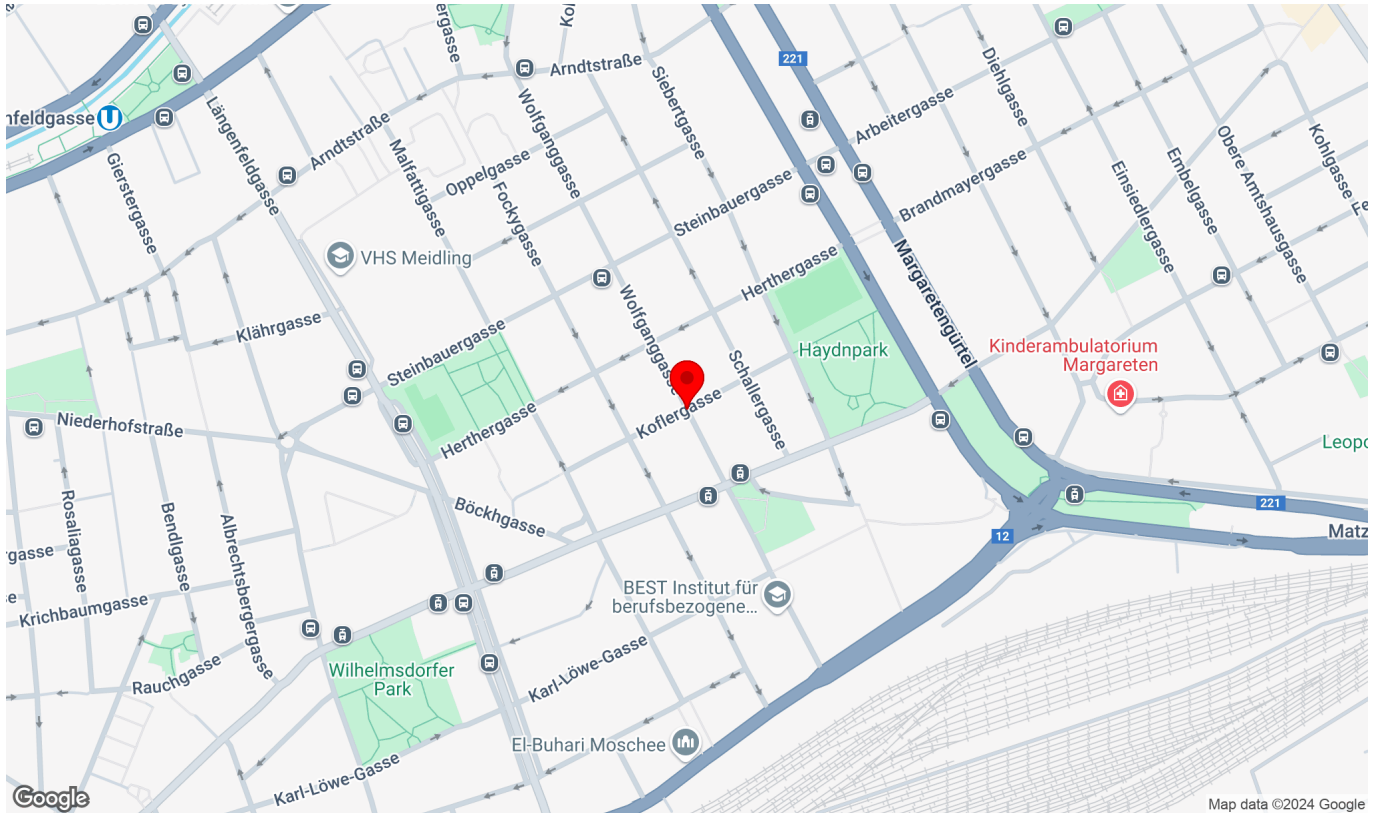 221
Arndtstraße
Siebertgasse
Diehlgasse
nfeldgasse
U
Längenfeldgasse
Arndtstraße
Malfattigasse
Oppelgasse
Wolfganggasse
Fockygasse
Steinbauergasse
Arbeitergasse
Brandmayergasse
Einsiedlergasse
Embelgasse
Obere Amtshausgasse
Kohlgasse
Fe
Gierstergasse
VHS Meidling
Herthergasse
Margaretengürtel
Klährgasse
Steinbauergasse
Wolfganggasse
Schallergasse
Haydnpark
Kinderambulatorium
Margareten
Niederhofstraße
Herthergasse
Koflergasse
Leopo
Rosaliagasse
Bendlgasse
Albrechtsbergergasse
Böckhgasse
221
12
Matz
rgasse
Krichbaumgasse
BEST Institut für
berufsbezogene...
Rauchgasse
Wilhelmsdorfer
Park
Karl-Löwe-Gasse
El-Buhari Moschee
Karl-Löwe-Gasse
Google
Map data ©2024 Google